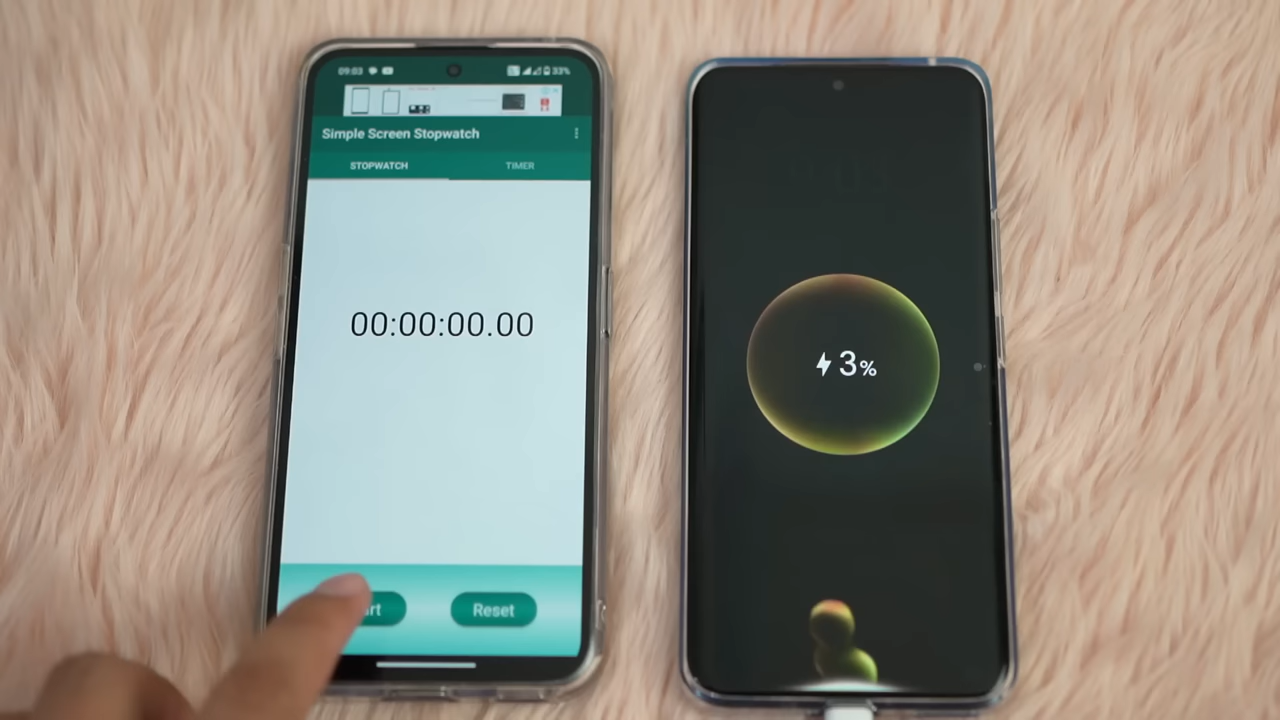 09:03
33%
Simple Screen Stopwatch
STOPWATCH TIMER
00:00:00.00
Reset
3%